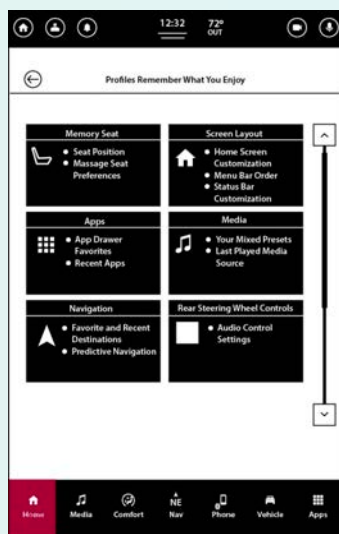 12:32
72º
OUT
Profiles Remember What You Enjoy
Memory Seat
• Seat Position
• Massage Seat
Preferences
Screen Layout
• Home Screen
Customization
• Menu Bar Order
• Status Bar
Customization
Apps
• App Drawer
Favorites
• Recent Apps
Media
• Your Mixed Presets
• Last Played Media
Source
Navigation
• Favorite and Recent
Destinations
• Predictive Navigation
Rear Steering Wheel Controls
• Audio Control
Settings
NE
Home Media Comfort Nav Phone Vehicle Apps